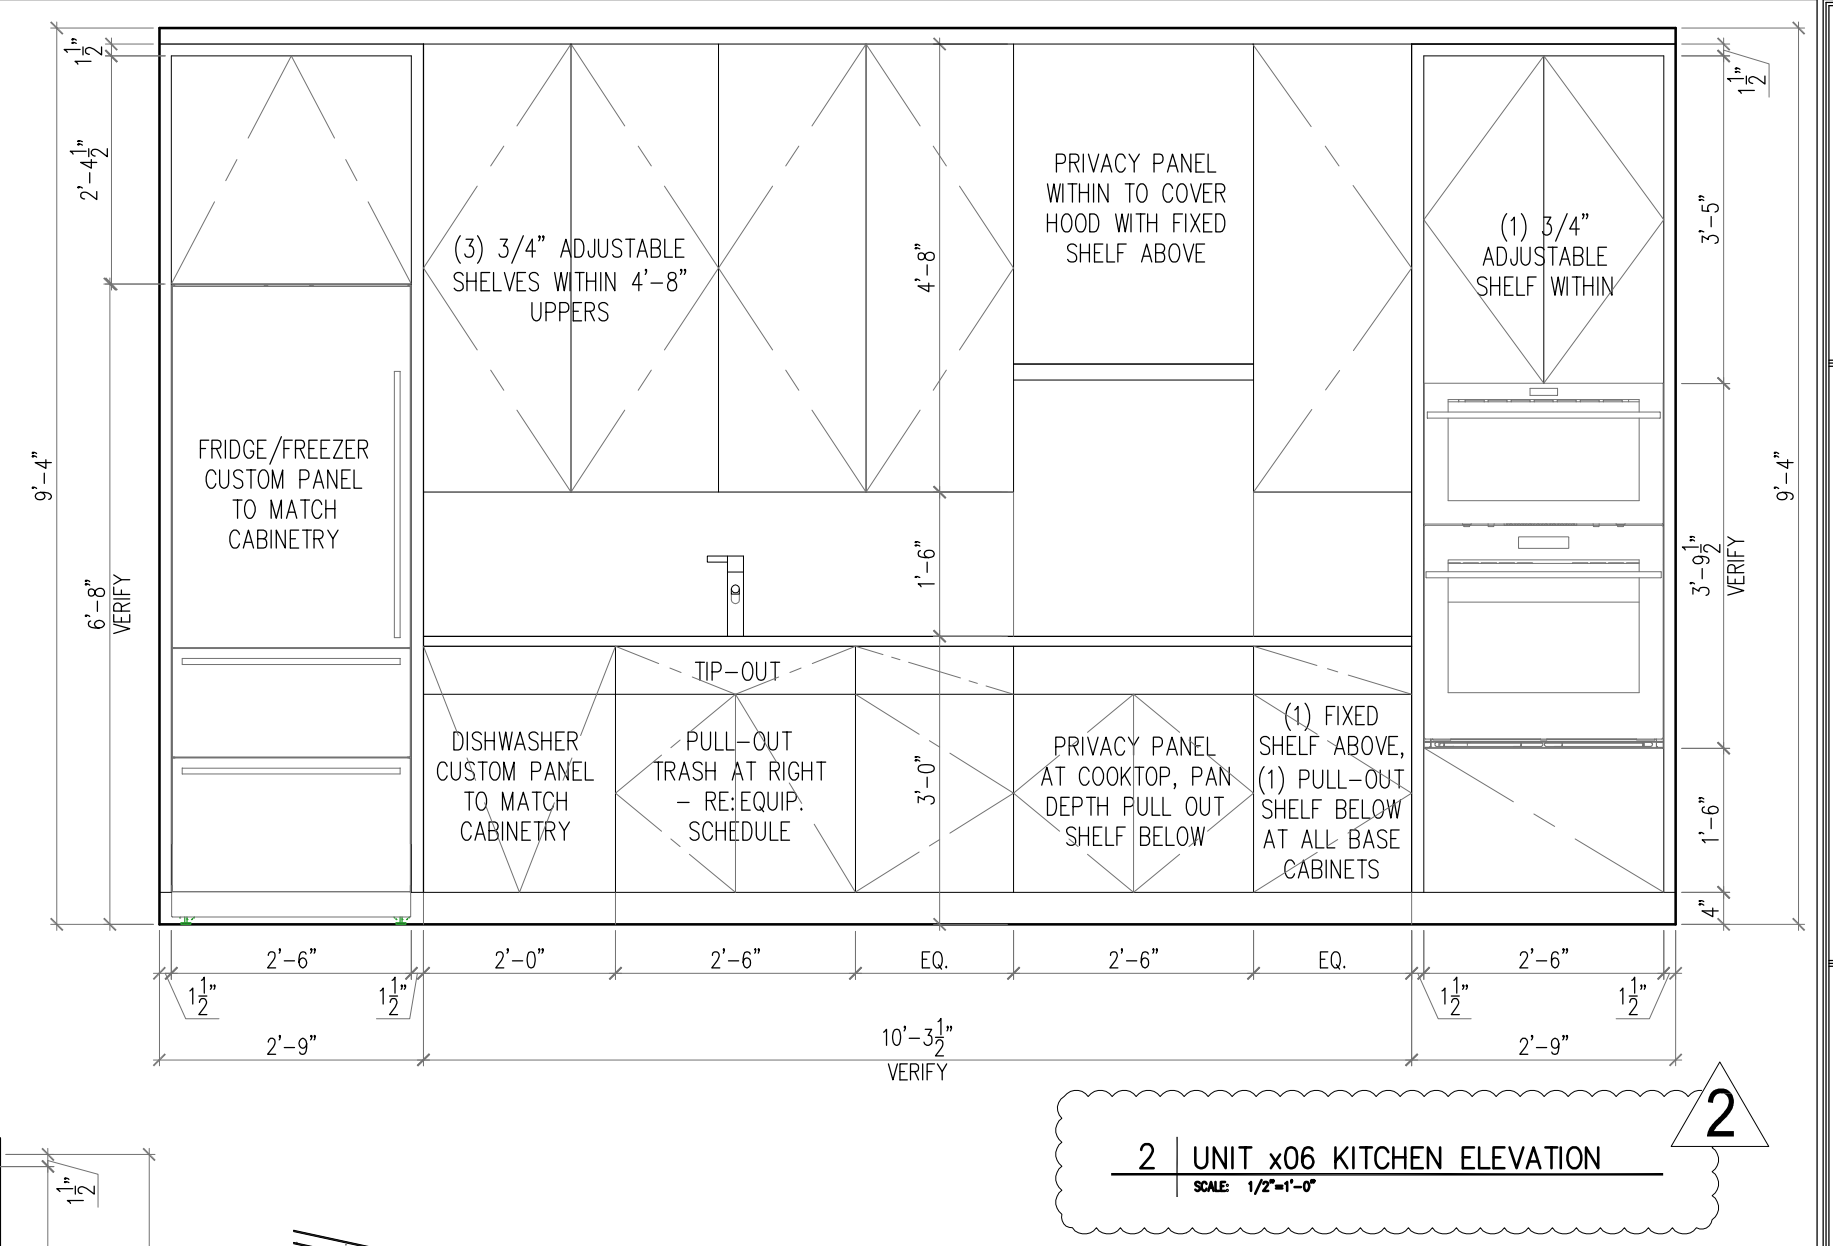 1 1/2"
2'-4 1/2"
9'-4"
6'-8"
VERIFY
FRIDGE/FREEZER
CUSTOM PANEL
TO MATCH
CABINETRY
(3) 3/4" ADJUSTABLE
SHELVES WITHIN 4'-8"
UPPERS
4'-8"
1'-6"
3'-0"
PRIVACY PANEL
WITHIN TO COVER
HOOD WITH FIXED
SHELF ABOVE
(1) 3/4"
ADJUSTABLE
SHELF WITHIN
1 1/2"
3'-5"
9'-4"
3'-9 1/2"
VERIFY
1'-6"
4"
TIP-OUT
DISHWASHER
CUSTOM PANEL
TO MATCH
CABINETRY
PULL-OUT
TRASH AT RIGHT
- RE:EQUIP.
SCHEDULE
PRIVACY PANEL
AT COOKTOP, PAN
DEPTH PULL OUT
SHELF BELOW
(1) FIXED
SHELF ABOVE,
(1) PULL-OUT
SHELF BELOW
AT ALL BASE
CABINETS
2'-6" 2'-0" 2'-6" EQ. 2'-6" EQ. 2'-6"
1 1/2" 1 1/2" 1 1/2" 1 1/2"
2'-9" 10'-3 1/2" 2'-9"
VERIFY
2
2 UNIT x06 KITCHEN ELEVATION
SCALE: 1/2"=1'-0"
1 1/2"